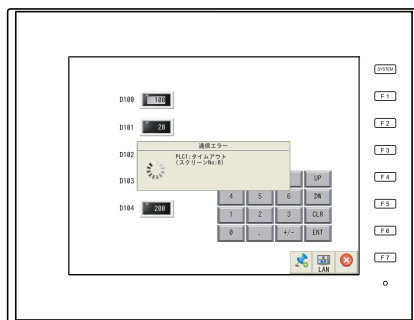 SYSTEM
F1
D100 100
F2
D101 20
通信エラー
F3
D102
PLC1:タイムアウト
(スクリーンNo:0)
UP
F4
D103
4 5 6 DW
F5
D104 200
1 2 3 CLR
0 . +/- ENT
F6
LAN
F7